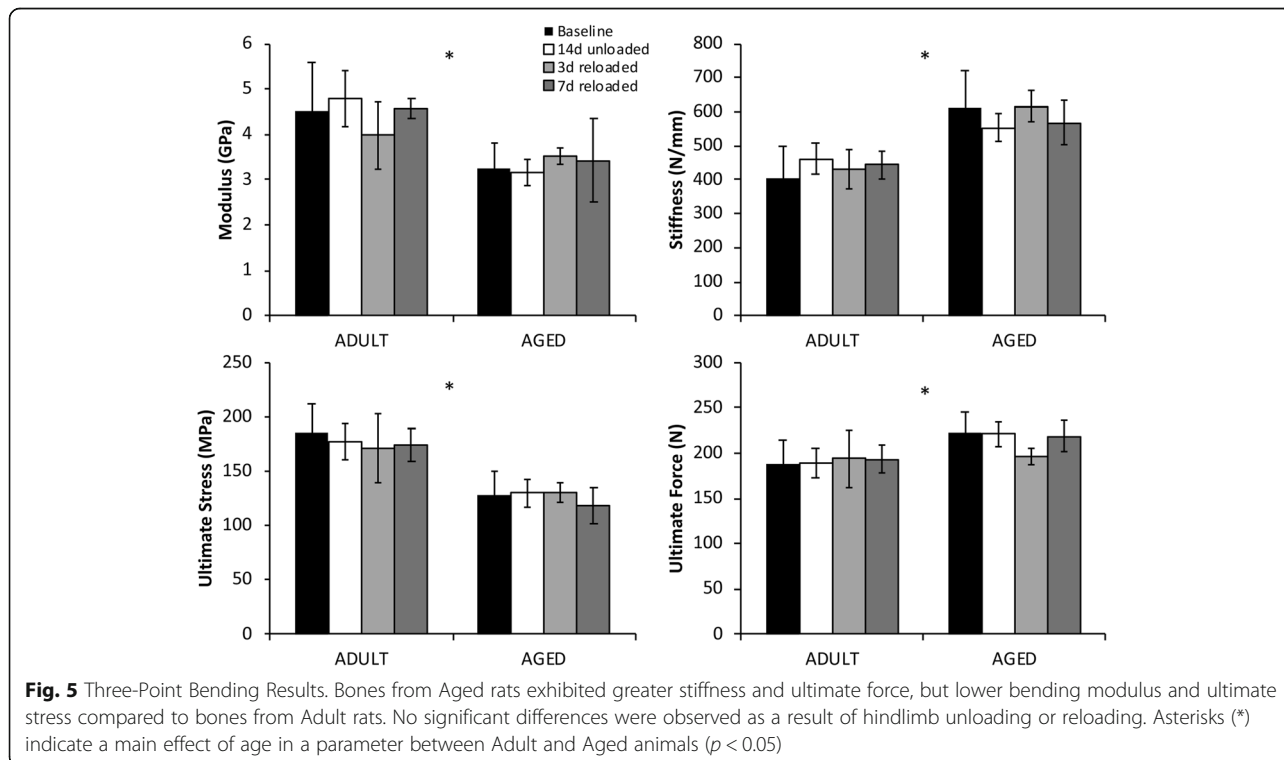 Baseline
14d unloaded
3d reloaded
7d reloaded
Modulus (GPa)
6
5
4
3
2
1
0
*
ADULT
AGED
Stiffness (N/mm)
800
700
600
500
400
300
200
100
0
*
ADULT
AGED
Ultimate Stress (MPa)
250
200
150
100
50
0
*
ADULT
AGED
Ultimate Force (N)
300
250
200
150
100
50
0
*
ADULT
AGED
Fig. 5 Three-Point Bending Results. Bones from Aged rats exhibited greater stiffness and ultimate force, but lower bending modulus and ultimate
stress compared to bones from Adult rats. No significant differences were observed as a result of hindlimb unloading or reloading. Asterisks (*)
indicate a main effect of age in a parameter between Adult and Aged animals (p < 0.05)